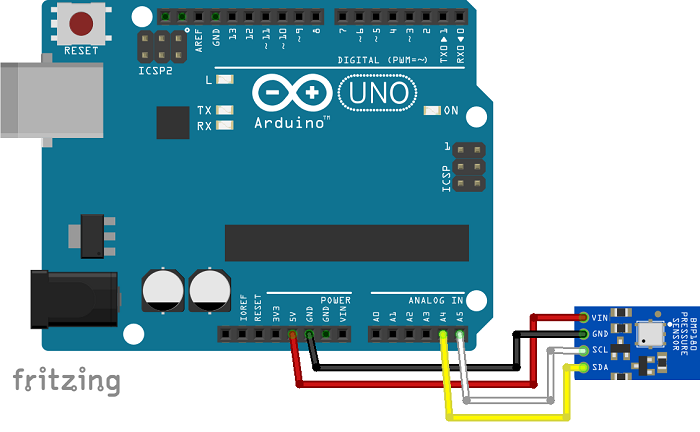 RESET
ICSP2
AREF
GND
13
12
~11
~10
~9
8
7
~6
~5
4
~3
2
TXO▶1
RXO◀0
DIGITAL (PWM=~)
L
TX
RX
Arduino™
UNO
ON
1
ICSP
POWER
ANALOG IN
IOREF
RESET
3V3
5V
GND
GND
VIN
A0
A1
A2
A3
A4
A5
VIN
GND
SCL
SDA
BMP180
PRESSURE
SENSOR
fritzing